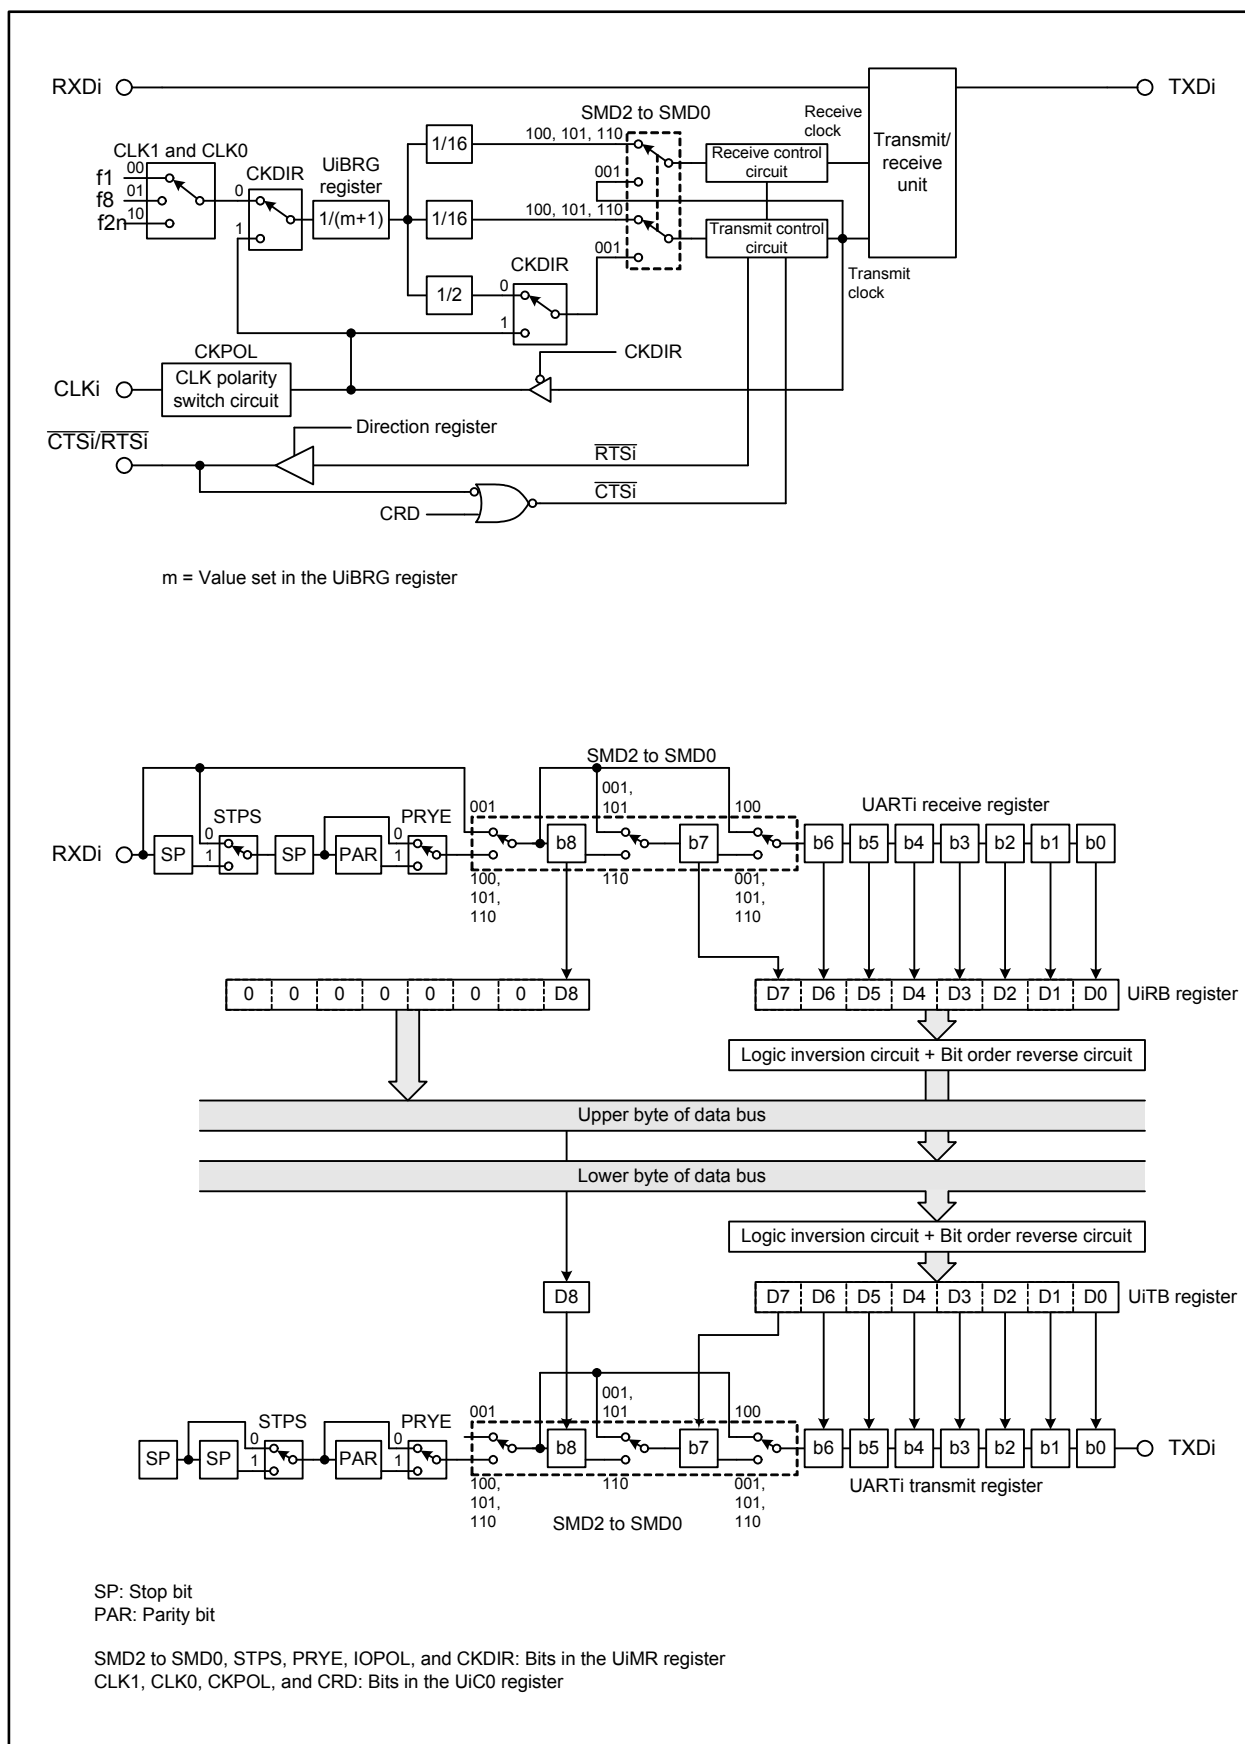 RXDi
TXDi
SMD2 to SMD0
Receive clock
100, 101, 110
1/16
Receive control circuit
Transmit/ receive unit
CLK1 and CLK0
00
f1
01
f8
10
f2n
CKDIR
0
1
UiBRG register
1/(m+1)
001
1/16
100, 101, 110
Transmit control circuit
001
Transmit clock
CKDIR
1/2
0
1
CKPOL
CKDIR
CLKi
CLK polarity switch circuit
CTSi/RTSi
Direction register
RTSi
CTSi
CRD
m = Value set in the UiBRG register
SMD2 to SMD0
001
001, 101
100
UARTi receive register
STPS
PRYE
RXDi
SP
0
1
SP
PAR
0
1
b8
b7
b6 b5 b4 b3 b2 b1 b0
100, 101, 110
110
001, 101, 110
0 0 0 0 0 0 0 D8
D7 D6 D5 D4 D3 D2 D1 D0
UiRB register
Logic inversion circuit + Bit order reverse circuit
Upper byte of data bus
Lower byte of data bus
Logic inversion circuit + Bit order reverse circuit
D8
D7 D6 D5 D4 D3 D2 D1 D0
UiTB register
001
001, 101
100
STPS
PRYE
SP
SP
0
1
PAR
0
1
b8
b7
b6 b5 b4 b3 b2 b1 b0
TXDi
100, 101, 110
110
001, 101, 110
SMD2 to SMD0
UARTi transmit register
SP: Stop bit
PAR: Parity bit
SMD2 to SMD0, STPS, PRYE, IOPOL, and CKDIR: Bits in the UiMR register
CLK1, CLK0, CKPOL, and CRD: Bits in the UiC0 register